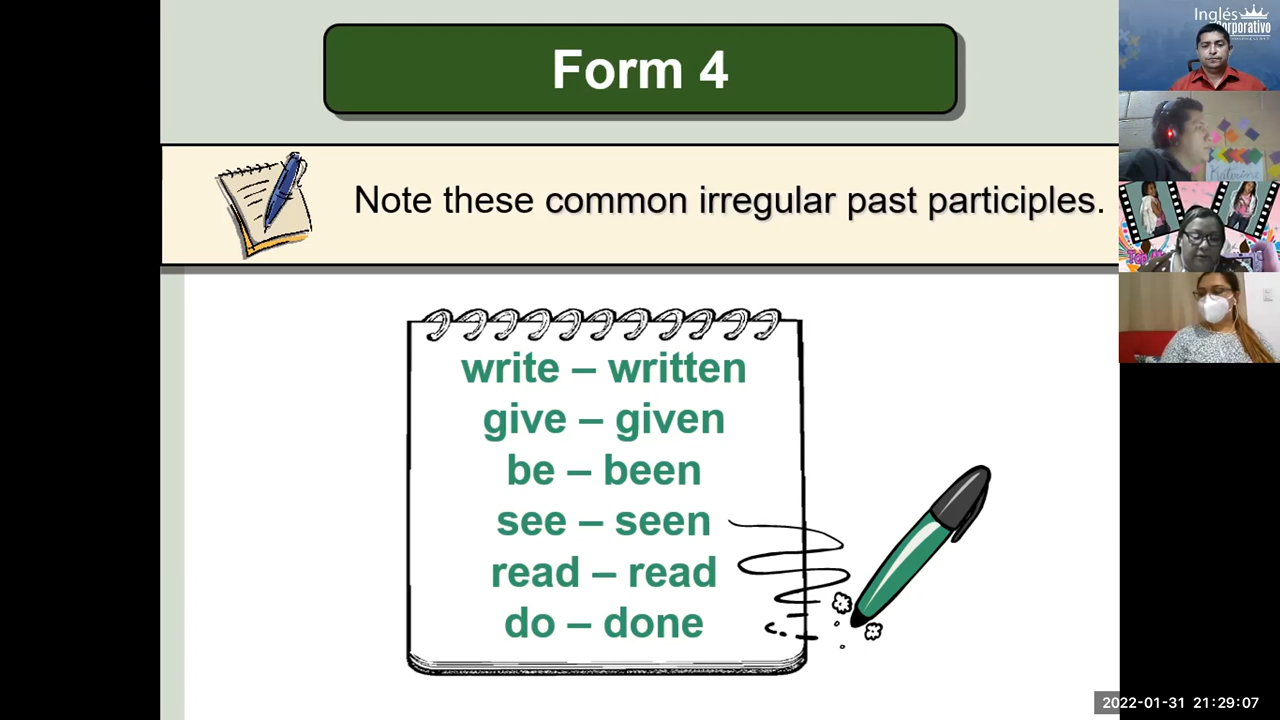 Form 4
Note these common irregular past participles.
write – written
give – given
be – been
see – seen
read – read
do – done
Inglés
Corporativo
Katerine
2022-01-31 21:29:07